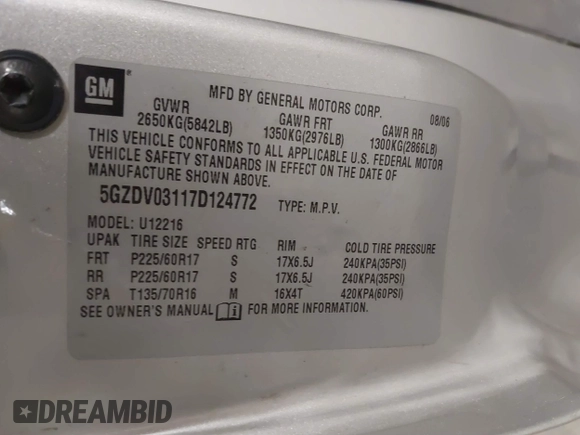 GM ®
MFD BY GENERAL MOTORS CORP. 08/06
GVWR GAWR FRT GAWR RR
2650KG(5842LB) 1350KG(2976LB) 1300KG(2866LB)
THIS VEHICLE CONFORMS TO ALL APPLICABLE U.S. FEDERAL MOTOR
VEHICLE SAFETY STANDARDS IN EFFECT ON THE DATE OF
MANUFACTURE SHOWN ABOVE.
5GZDV03117D124772 TYPE: M.P.V.
MODEL: U12216
UPAK TIRE SIZE SPEED RTG RIM COLD TIRE PRESSURE
FRT P225/60R17 S 17X6.5J 240KPA(35PSI)
RR P225/60R17 S 17X6.5J 240KPA(35PSI)
SPA T135/70R16 M 16X4T 420KPA(60PSI)
SEE OWNER'S MANUAL i FOR MORE INFORMATION.
DREAMBID